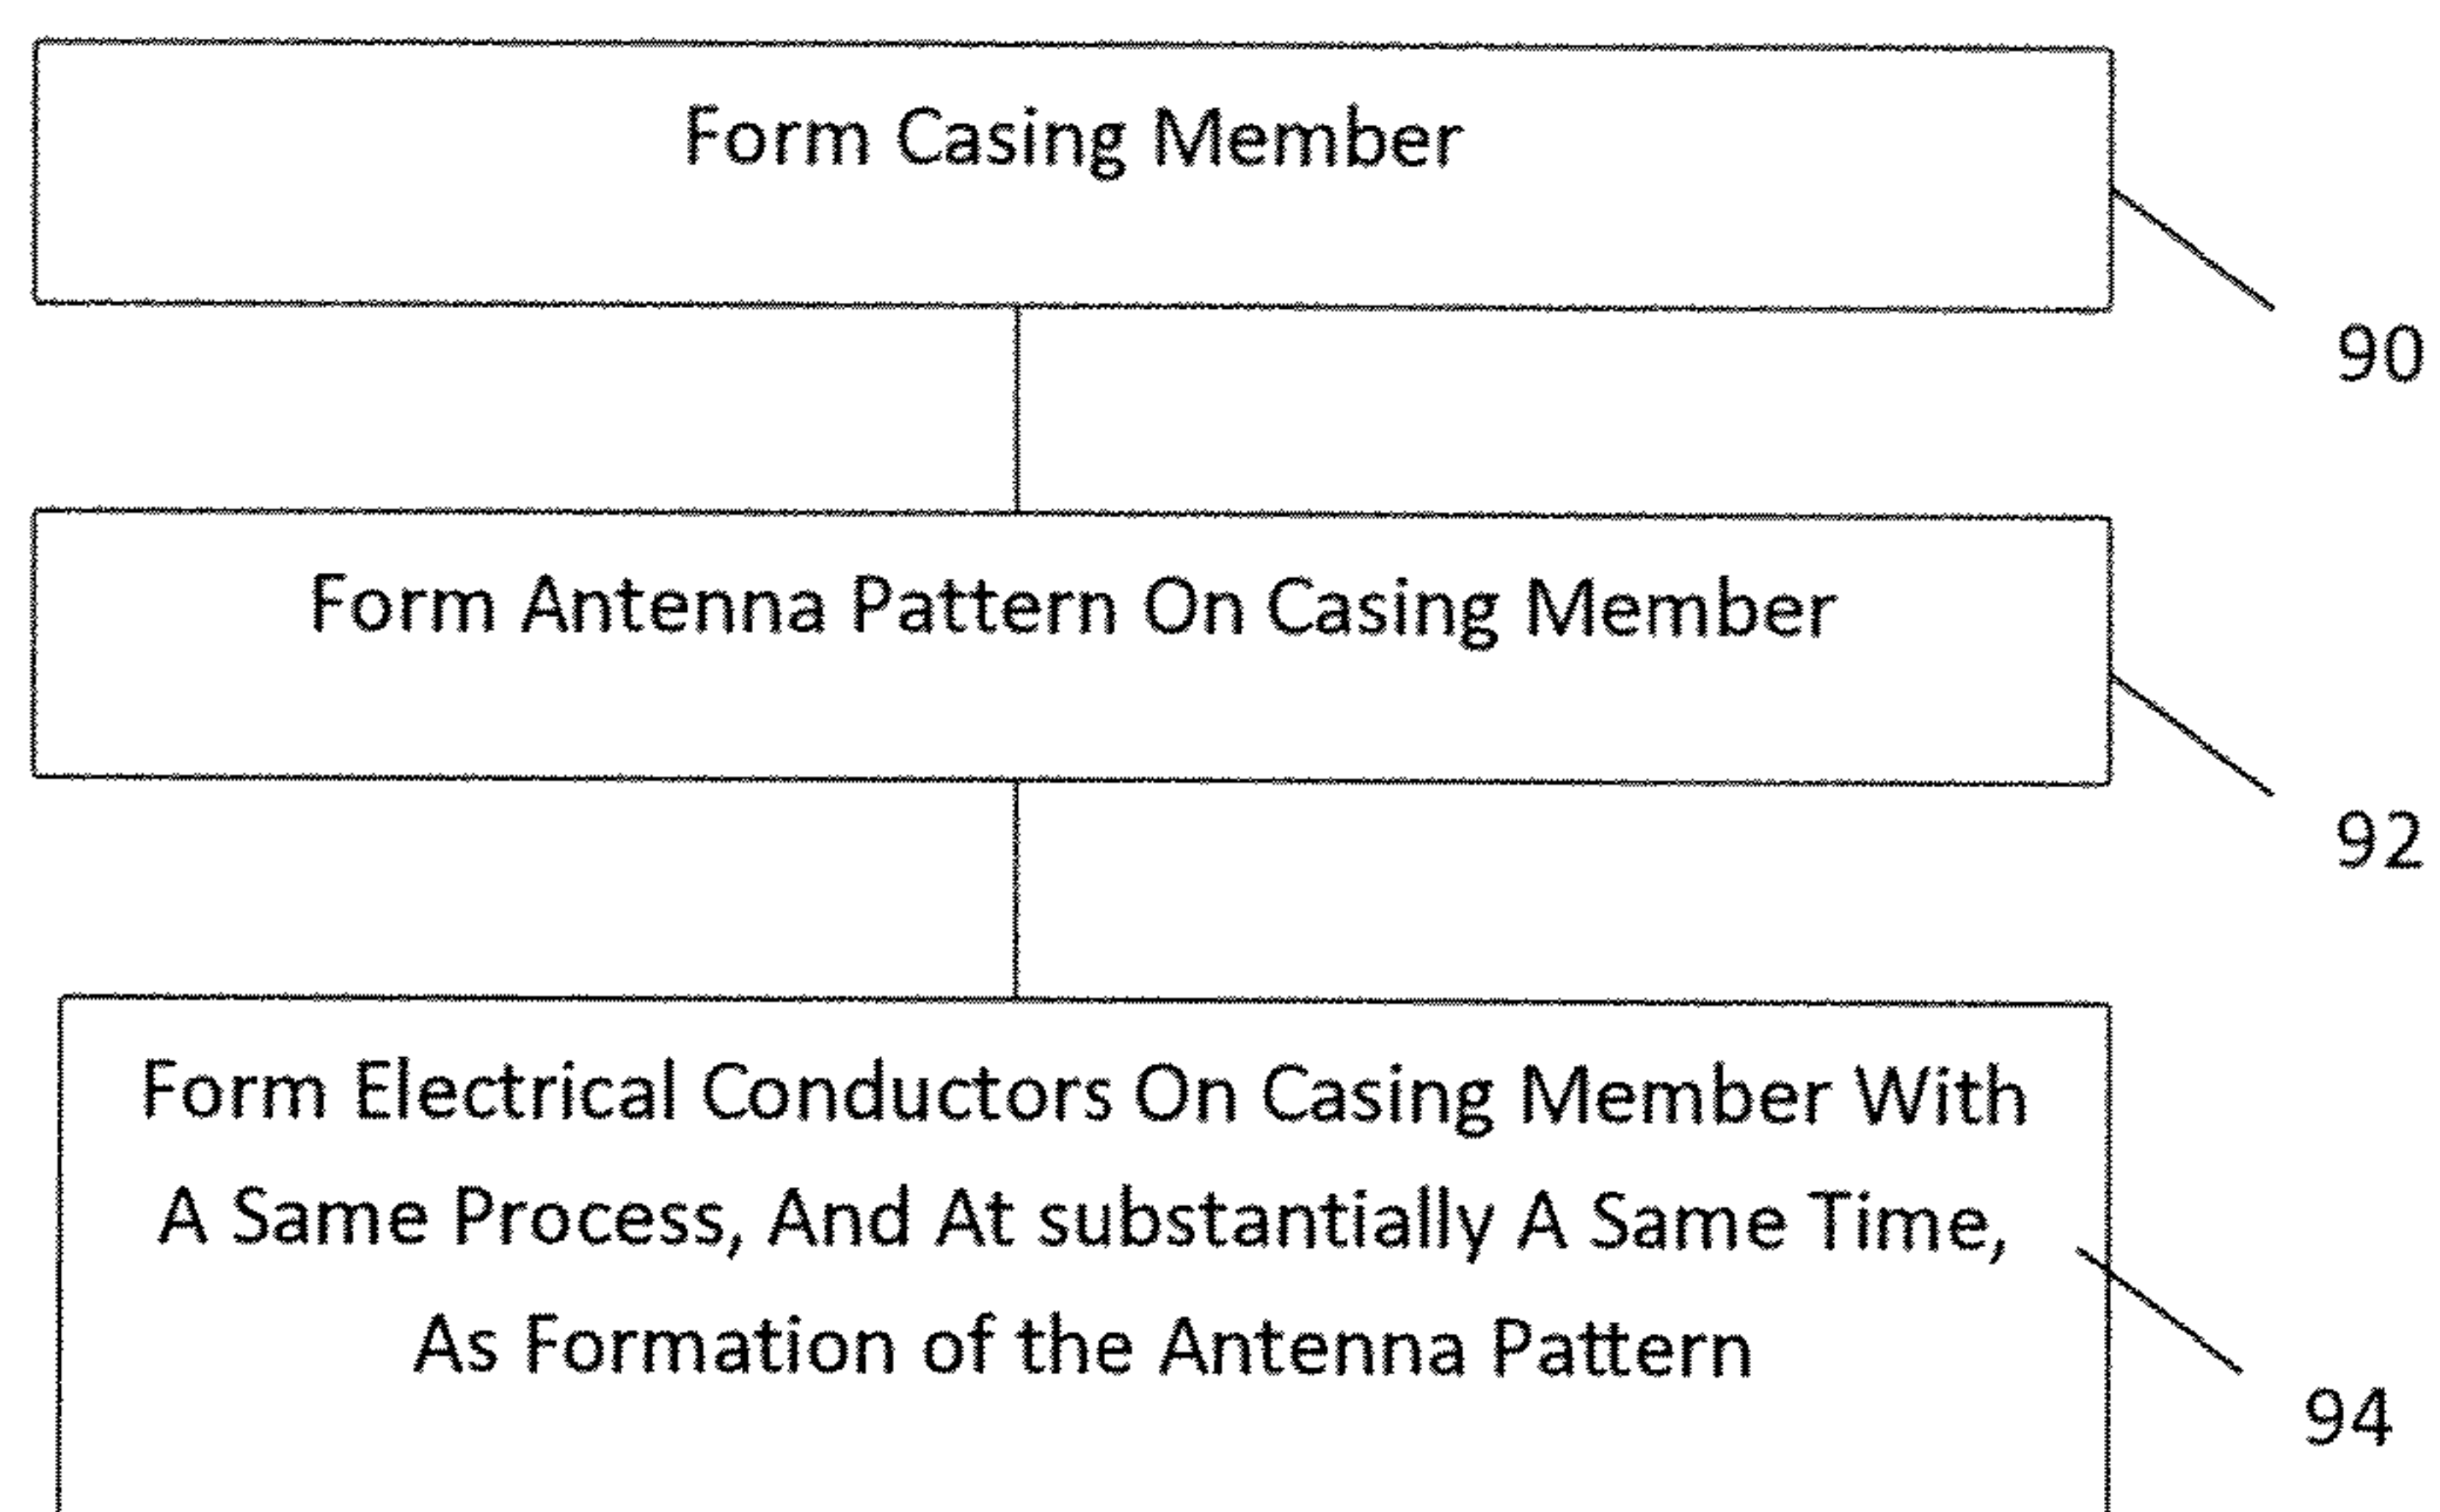 Form Casing Member
90
Form Antenna Pattern On Casing Member
92
Form Electrical Conductors On Casing Member With
A Same Process, And At substantially A Same Time,
As Formation of the Antenna Pattern
94